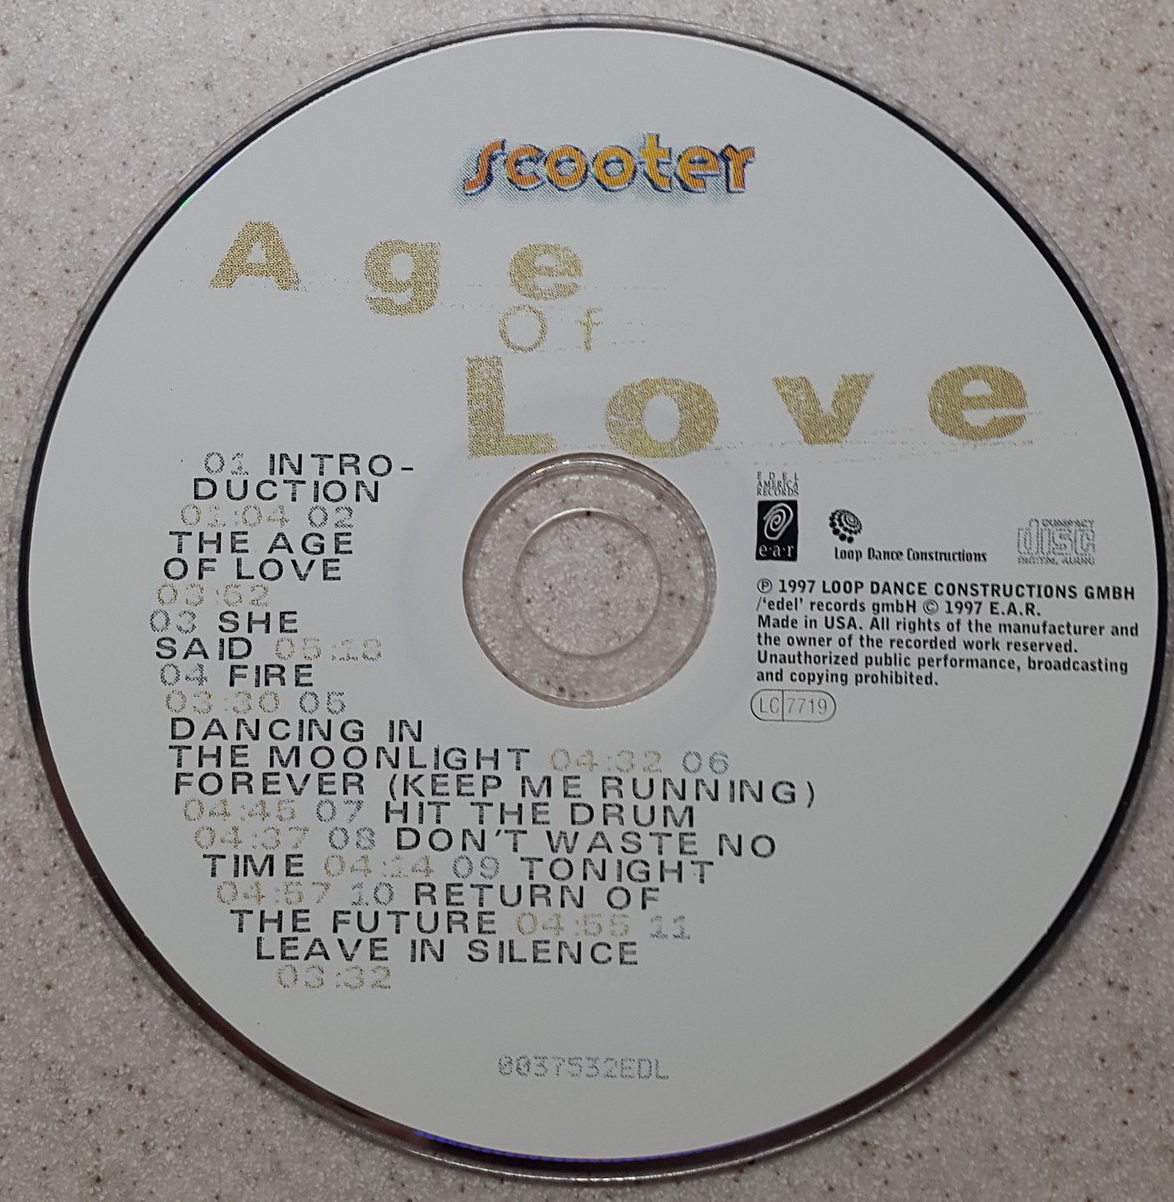 scooter
Age
Of
Love
01 INTRO-
DUCTION
01:04 02
THE AGE
OF LOVE
03:52
03 SHE
SAID 05:18
04 FIRE
03:30 05
DANCING IN
THE MOONLIGHT 04:32 06
FOREVER (KEEP ME RUNNING)
04:45 07 HIT THE DRUM
04:37 08 DON'T WASTE NO
TIME 04:14 09 TONIGHT
04:57 10 RETURN OF
THE FUTURE 04:55 11
LEAVE IN SILENCE
03:32
EDEL
AMERICA
RECORDS
e·a·r
Loop Dance Constructions
COMPACT
disc
DIGITAL AUDIO
℗ 1997 LOOP DANCE CONSTRUCTIONS GMBH
/'edel' records gmbH © 1997 E.A.R.
Made in USA. All rights of the manufacturer and
the owner of the recorded work reserved.
Unauthorized public performance, broadcasting
and copying prohibited.
LC 7719
0037532EDL